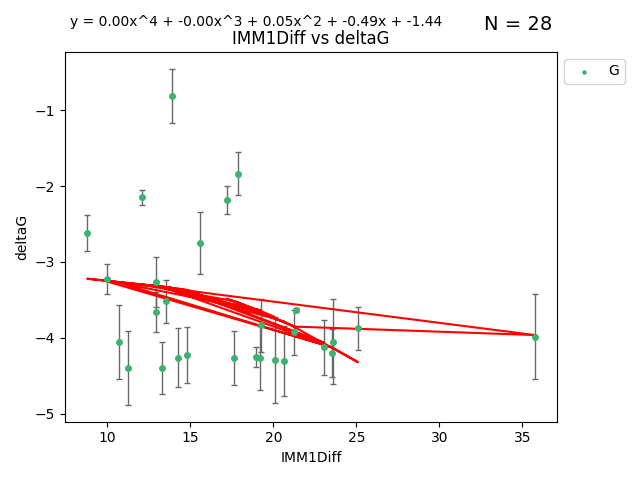 y = 0.00x^4 + -0.00x^3 + 0.05x^2 + -0.49x + -1.44
N = 28
IMM1Diff vs deltaG
G
deltaG
−1
−2
−3
−4
−5
10 15 20 25 30 35
IMM1Diff